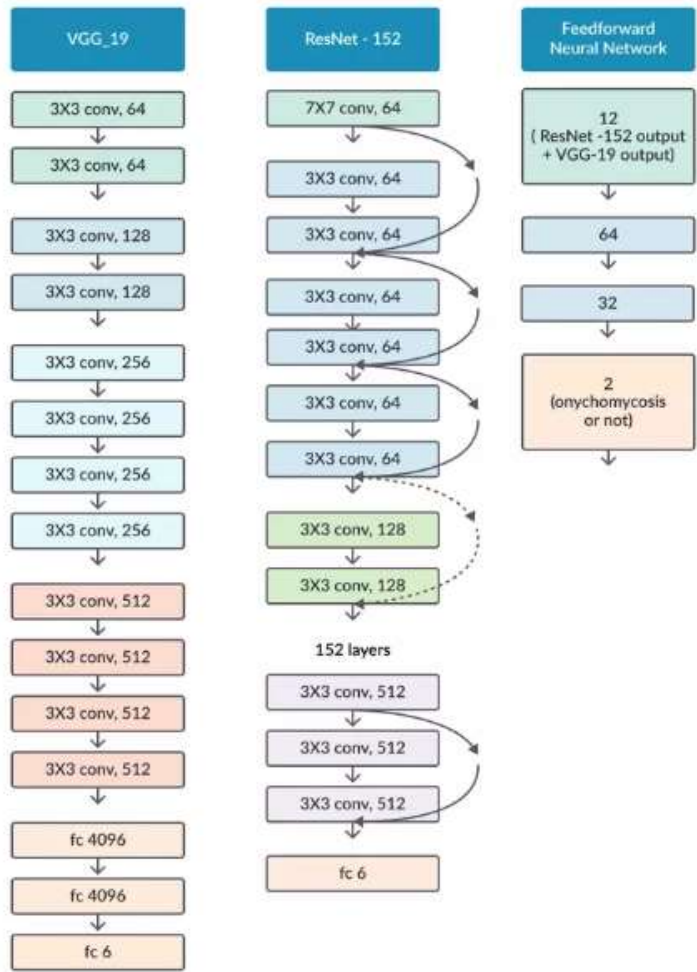 VGG_19
3X3 conv, 64
3X3 conv, 64
3X3 conv, 128
3X3 conv, 128
3X3 conv, 256
3X3 conv, 256
3X3 conv, 256
3X3 conv, 256
3X3 conv, 512
3X3 conv, 512
3X3 conv, 512
3X3 conv, 512
fc 4096
fc 4096
fc 6
ResNet - 152
7X7 conv, 64
3X3 conv, 64
3X3 conv, 64
3X3 conv, 64
3X3 conv, 64
3X3 conv, 64
3X3 conv, 64
3X3 conv, 128
3X3 conv, 128
152 layers
3X3 conv, 512
3X3 conv, 512
3X3 conv, 512
fc 6
Feedforward
Neural Network
12
( ResNet -152 output
+ VGG-19 output)
64
32
2
(onychomycosis
or not)